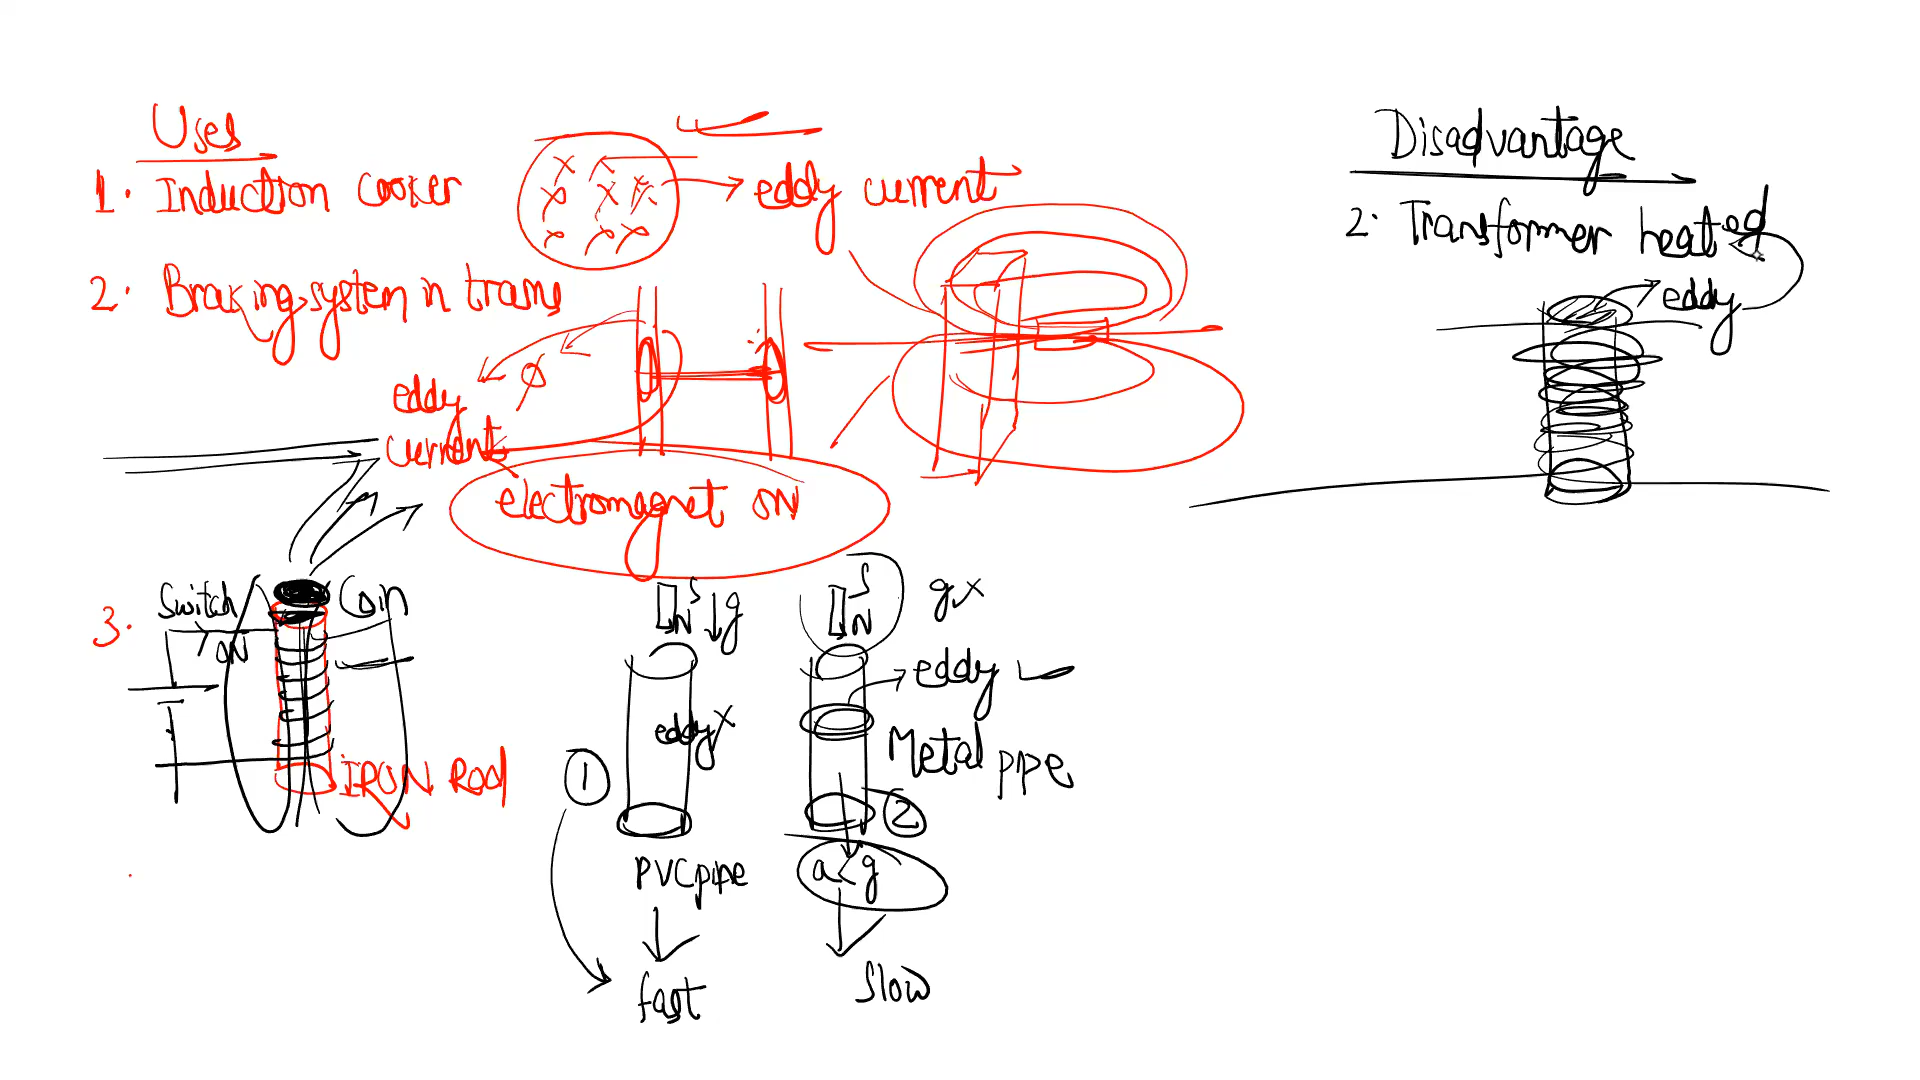 Uses
1. Induction cooker
eddy current
2. Braking system in trains
ϕ
eddy
current
electromagnet ON
3.
Switch
ON
Coin
IRON Rod
S
N
g
eddy x
1
PVC pipe
fast
S
N
g x
eddy
Metal pipe
2
a < g
Slow
Disadvantage
2. Transformer heated
eddy